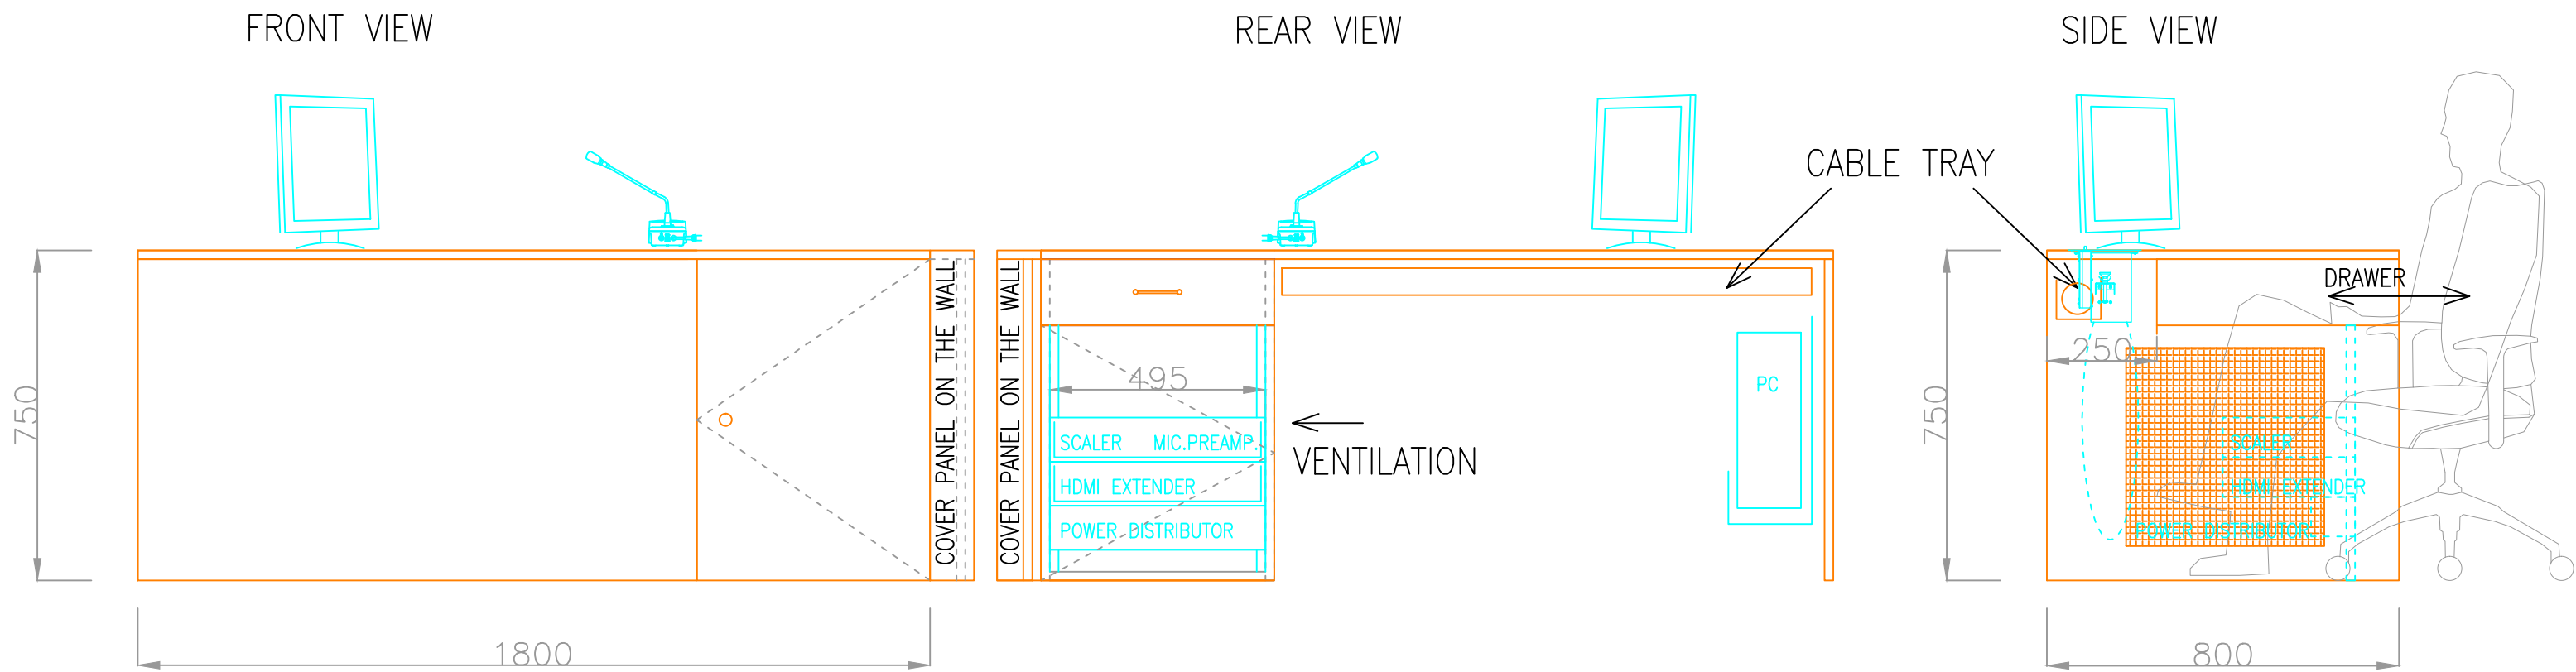 FRONT VIEW
REAR VIEW
SIDE VIEW
CABLE TRAY
750
COVER PANEL ON THE WALL
1800
COVER PANEL ON THE WALL
495
SCALER MIC.PREAMP.
HDMI EXTENDER
POWER DISTRIBUTOR
VENTILATION
PC
750
DRAWER
250
SCALER
HDMI EXTENDER
POWER DISTRIBUTOR
800